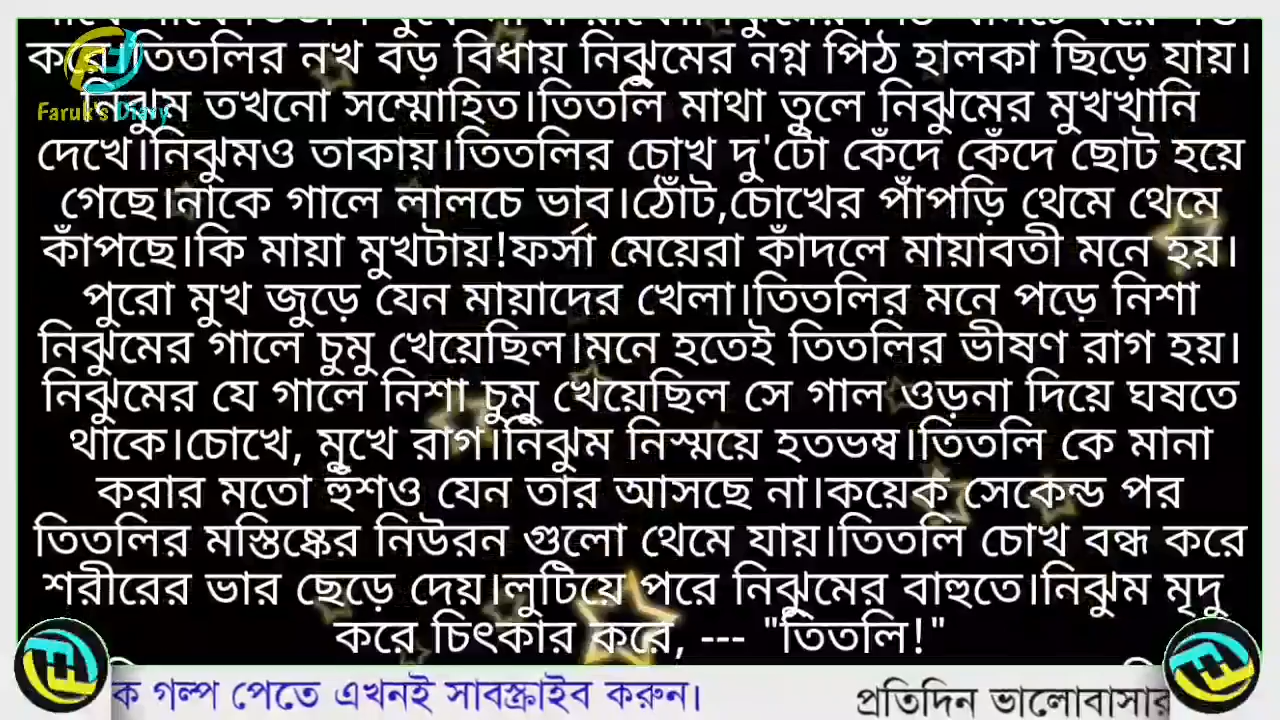 করে তিতলির নখ বড় বিধায় নিঝুমের নগ্ন পিঠ হালকা ছিড়ে যায়।
নিঝুম তখনো সম্মোহিত।তিতলি মাথা তুলে নিঝুমের মুখখানি
Faruk's Diary
দেখে।নিঝুমও তাকায়।তিতলির চোখ দু'টো কেঁদে কেঁদে ছোট হয়ে
গেছে।নাকে গালে লালচে ভাব।ঠোঁট,চোখের পাঁপড়ি থেমে থেমে
কাঁপছে।কি মায়া মুখটায়!ফর্সা মেয়েরা কাঁদলে মায়াবতী মনে হয়।
পুরো মুখ জুড়ে যেন মায়াদের খেলা।তিতলির মনে পড়ে নিশা
নিঝুমের গালে চুমু খেয়েছিল।মনে হতেই তিতলির ভীষণ রাগ হয়।
নিঝুমের যে গালে নিশা চুমু খেয়েছিল সে গাল ওড়না দিয়ে ঘষতে
থাকে।চোখে, মুখে রাগ।নিঝুম নিস্ময়ে হতভম্ব।তিতলি কে মানা
করার মতো হুঁশও যেন তার আসছে না।কয়েক সেকেন্ড পর
তিতলির মস্তিষ্কের নিউরন গুলো থেমে যায়।তিতলি চোখ বন্ধ করে
শরীরের ভার ছেড়ে দেয়।লুটিয়ে পরে নিঝুমের বাহুতে।নিঝুম মৃদু
করে চিৎকার করে, --- "তিতলি!"
ক গল্প পেতে এখনই সাবস্ক্রাইব করুন। প্রতিদিন ভালোবাসার